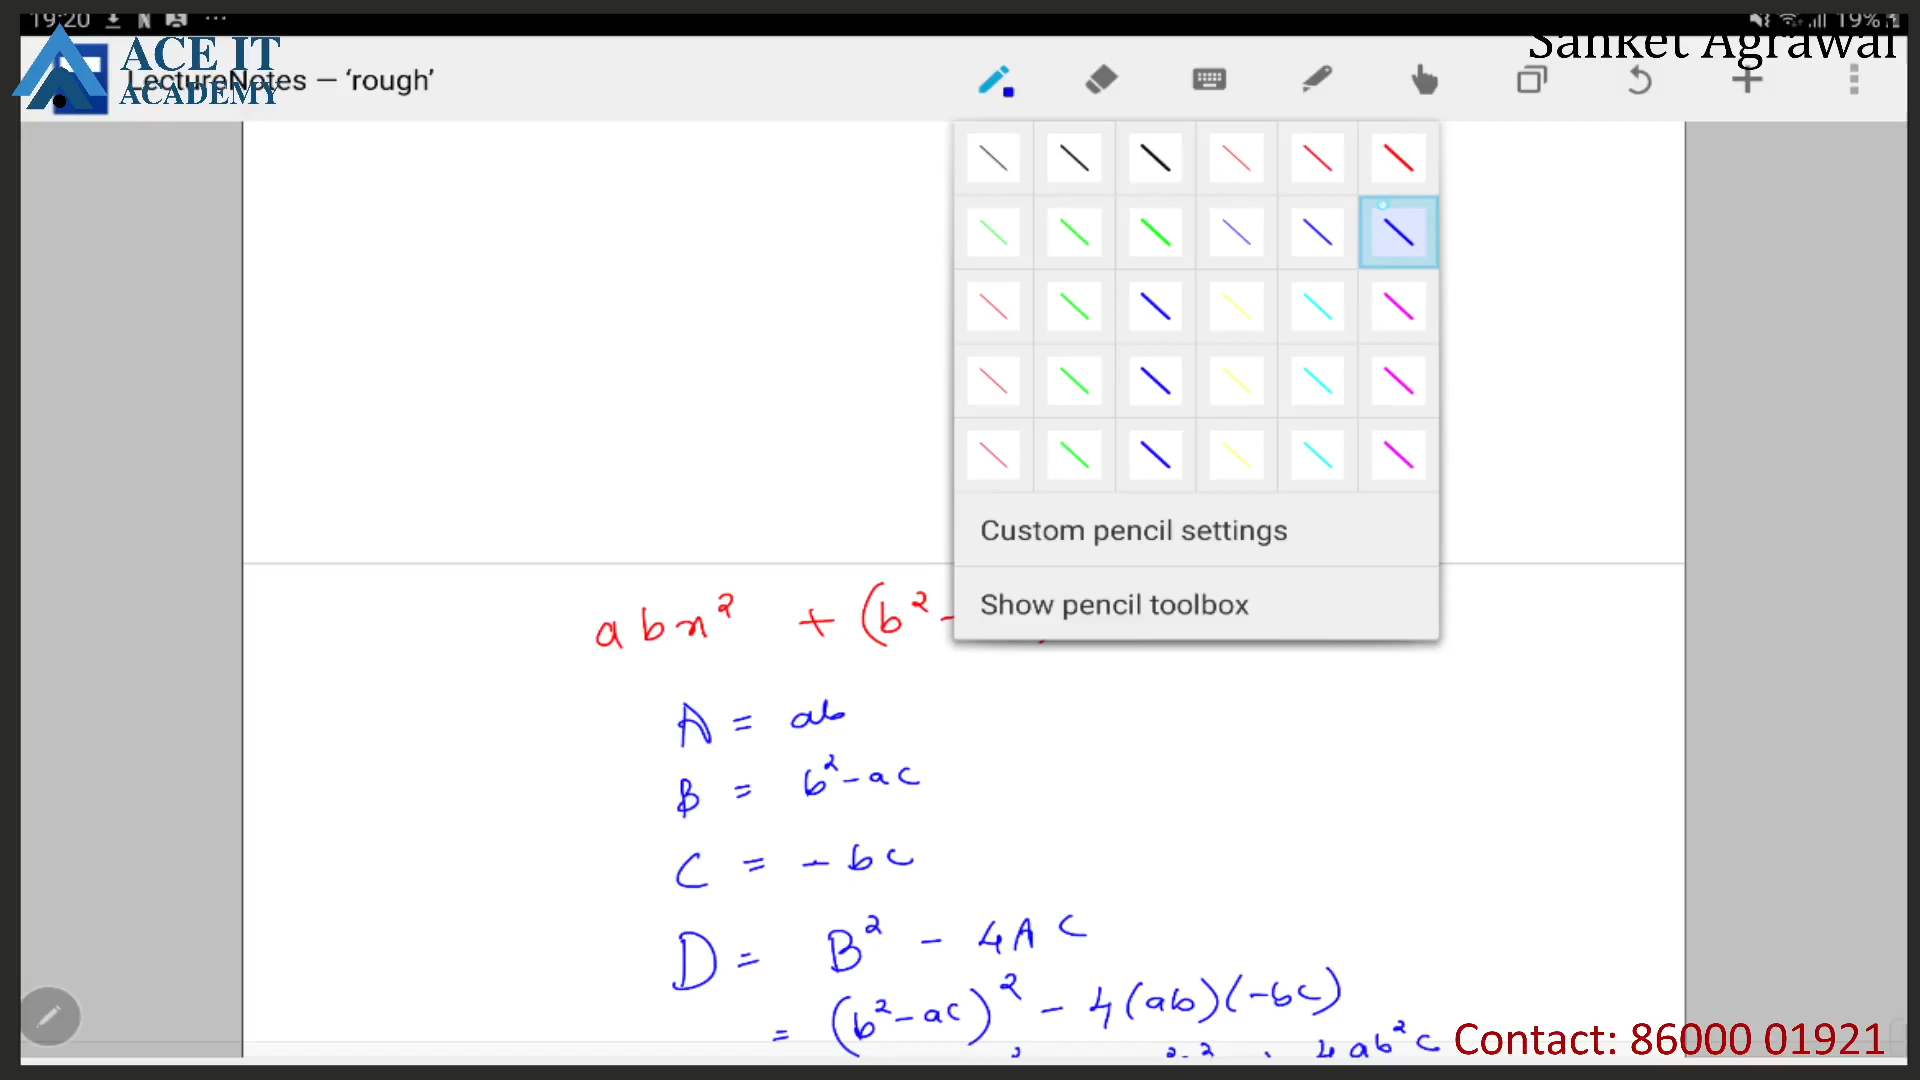 19:20 N ... 19%
ACE IT
ACADEMY
Sanket Agrawal
LectureNotes — ‘rough’
Custom pencil settings
Show pencil toolbox
abx² + (b² -
A = ab
B = b² - ac
C = - bc
D = B² - 4AC
= (b² - ac)² - 4(ab)(-bc)
4ab²c
Contact: 86000 01921